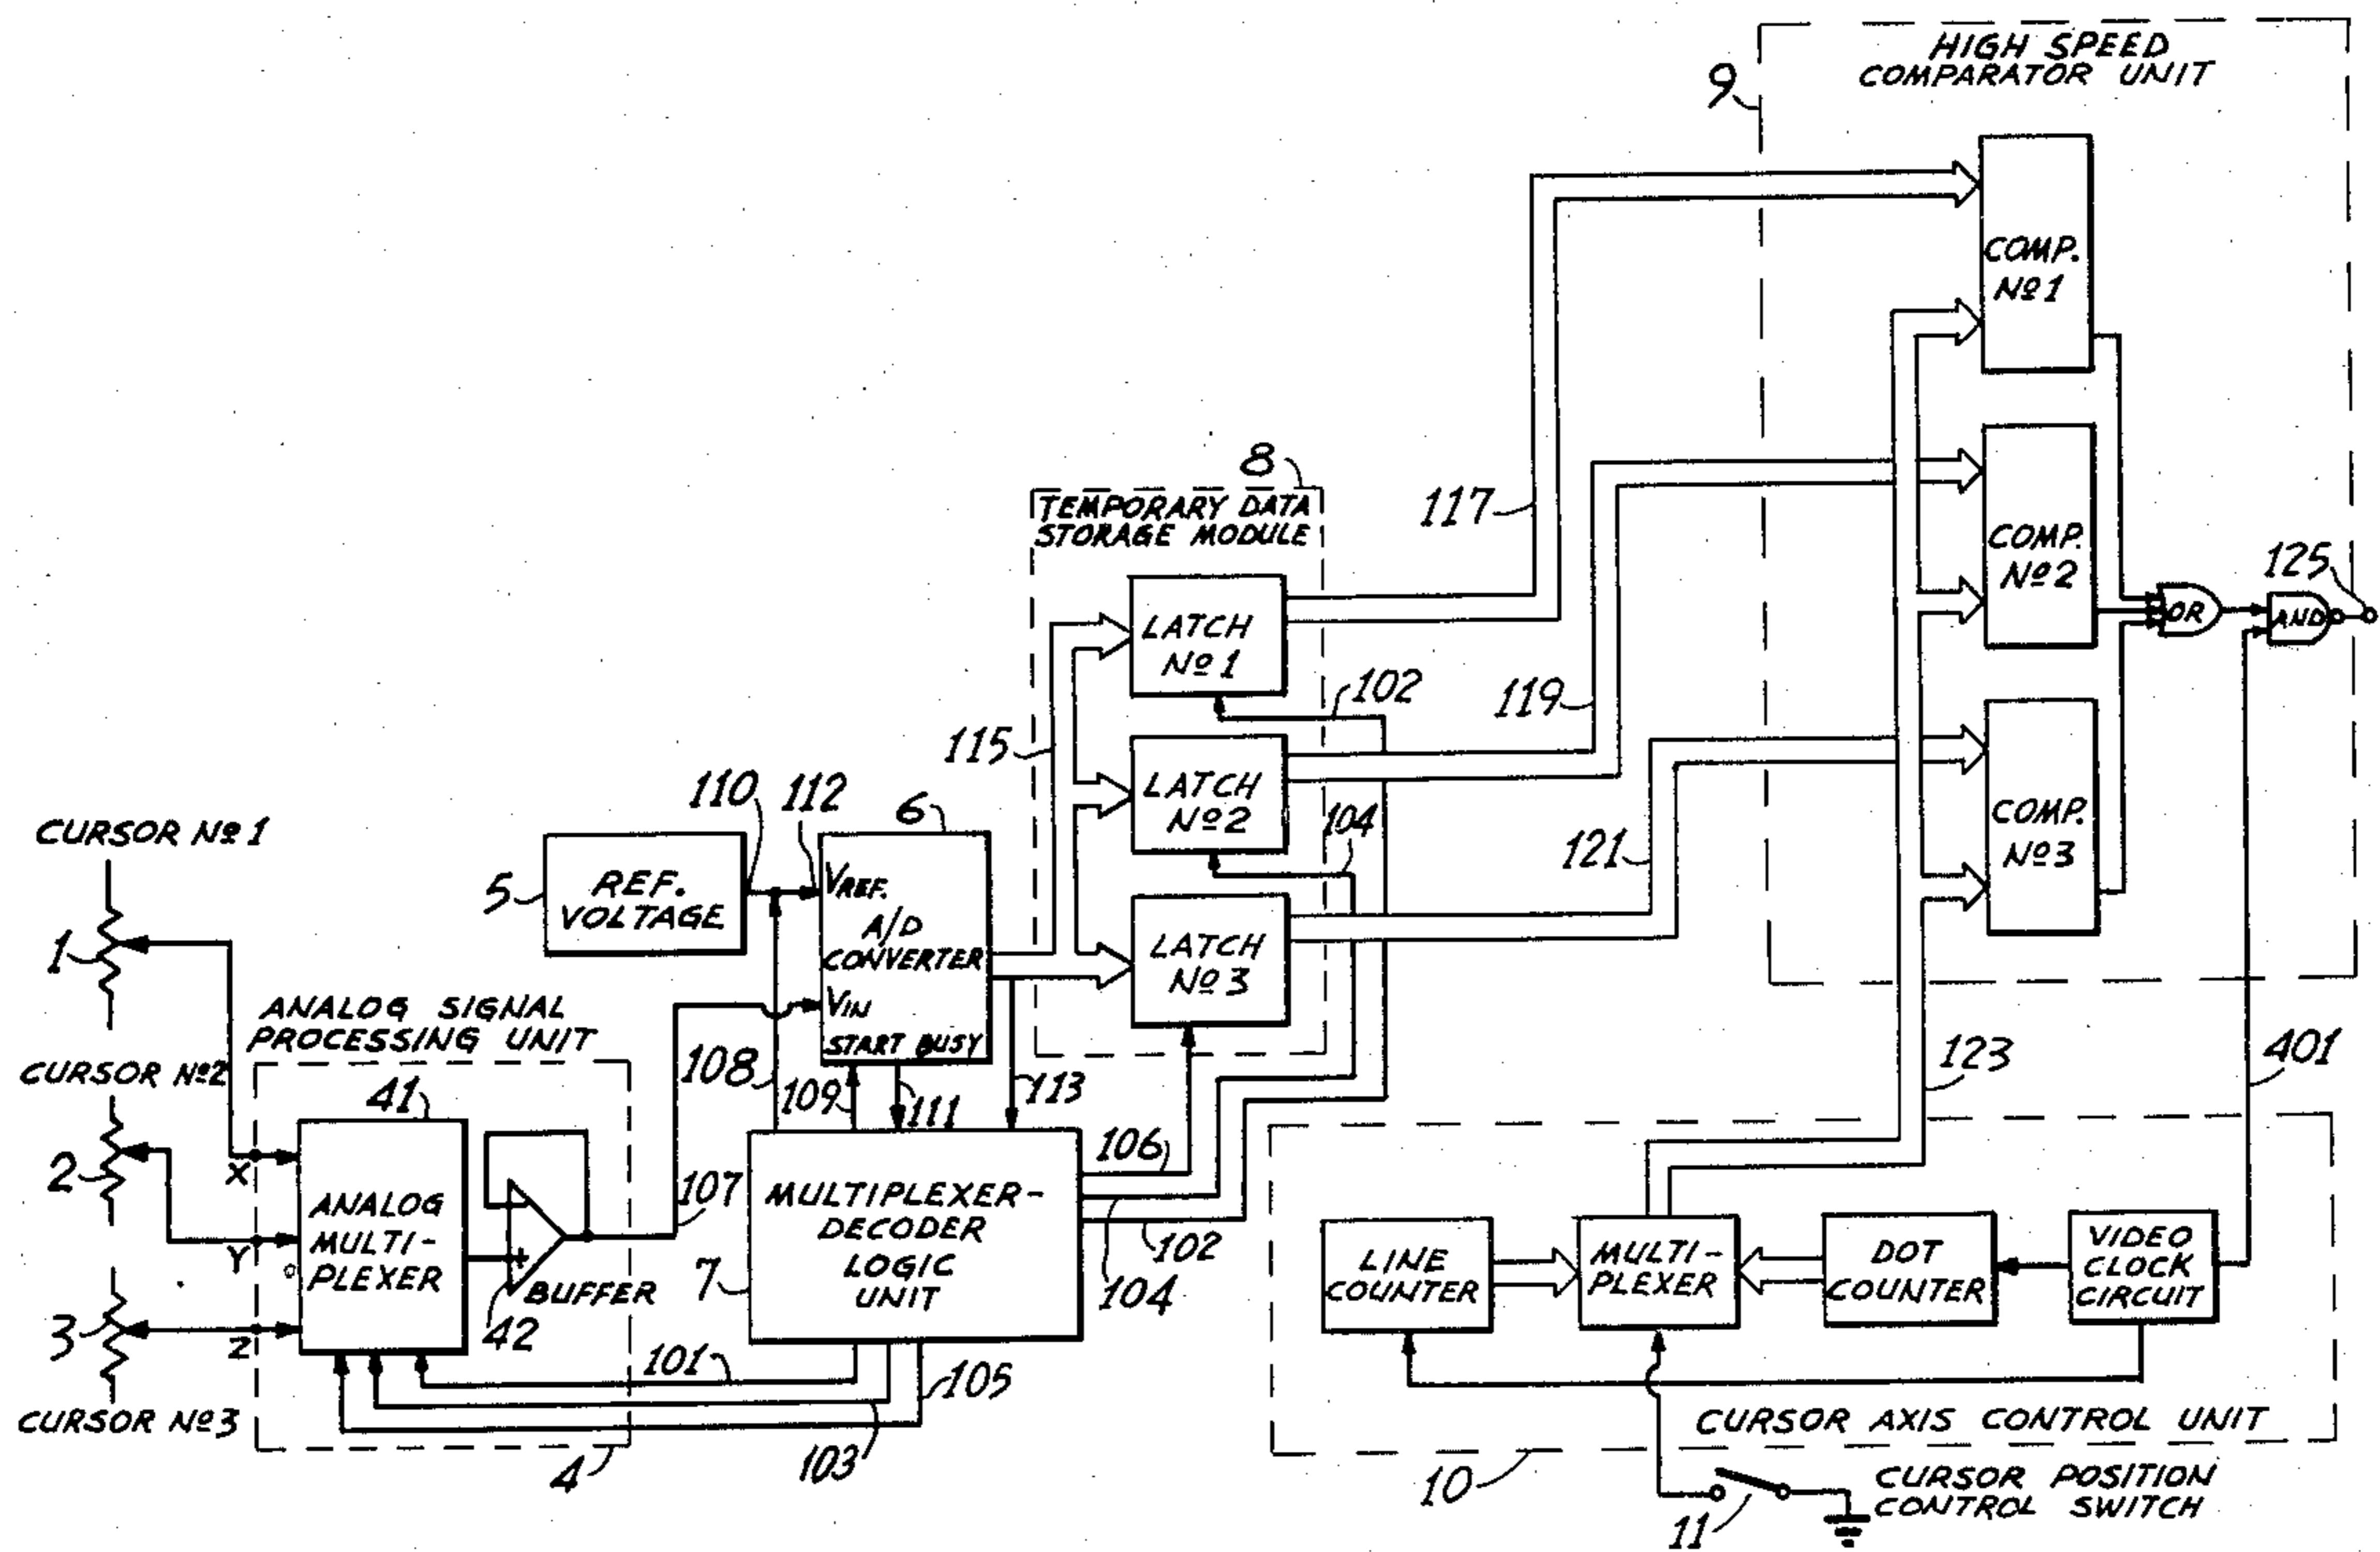 HIGH SPEED
COMPARATOR UNIT
9
COMP.
Nº1
8
TEMPORARY DATA
STORAGE MODULE
117
COMP.
Nº2
125
OR
AND
LATCH
Nº1
102
119
115
LATCH
Nº2
104
COMP.
Nº3
121
110
112
6
CURSOR Nº1
5
REF.
VOLTAGE
VREF.
A/D
CONVERTER
VIN
START BUSY
LATCH
Nº3
1
ANALOG SIGNAL
PROCESSING UNIT
CURSOR Nº2
41
108
109
111
113
123
401
2
X
Y
ANALOG
MULTI-
PLEXER
BUFFER
42
107
7
MULTIPLEXER-
DECODER
LOGIC
UNIT
106
102
104
LINE
COUNTER
MULTI-
PLEXER
DOT
COUNTER
VIDEO
CLOCK
CIRCUIT
3
Z
101
105
103
CURSOR Nº3
4
CURSOR AXIS CONTROL UNIT
10
CURSOR POSITION
CONTROL SWITCH
11